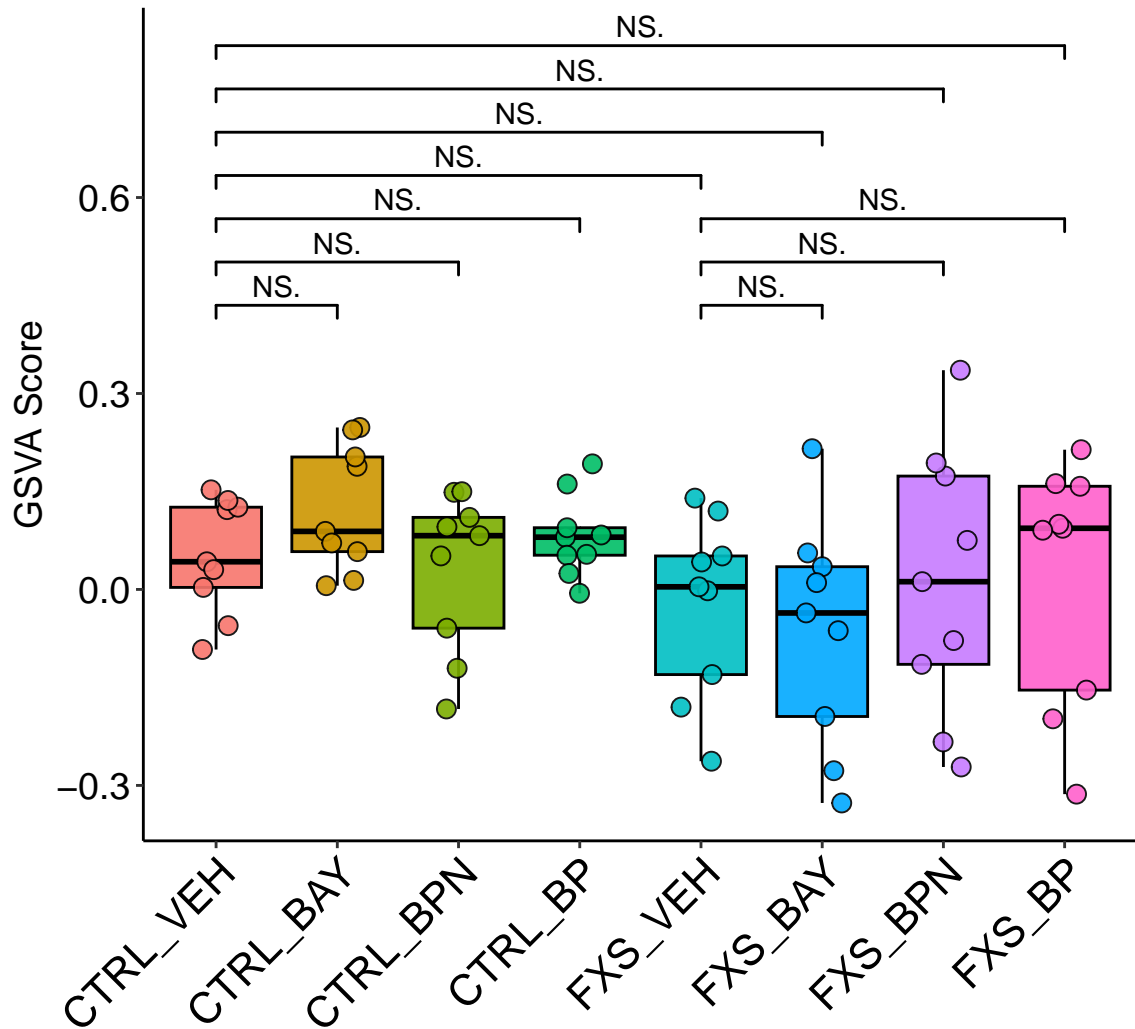 NS.
NS.
NS.
NS.
NS.
NS.
NS.
NS.
NS.
NS.
GSVA Score
0.6
0.3
0.0
−0.3
CTRL_VEH
CTRL_BAY
CTRL_BPN
CTRL_BP
FXS_VEH
FXS_BAY
FXS_BPN
FXS_BP